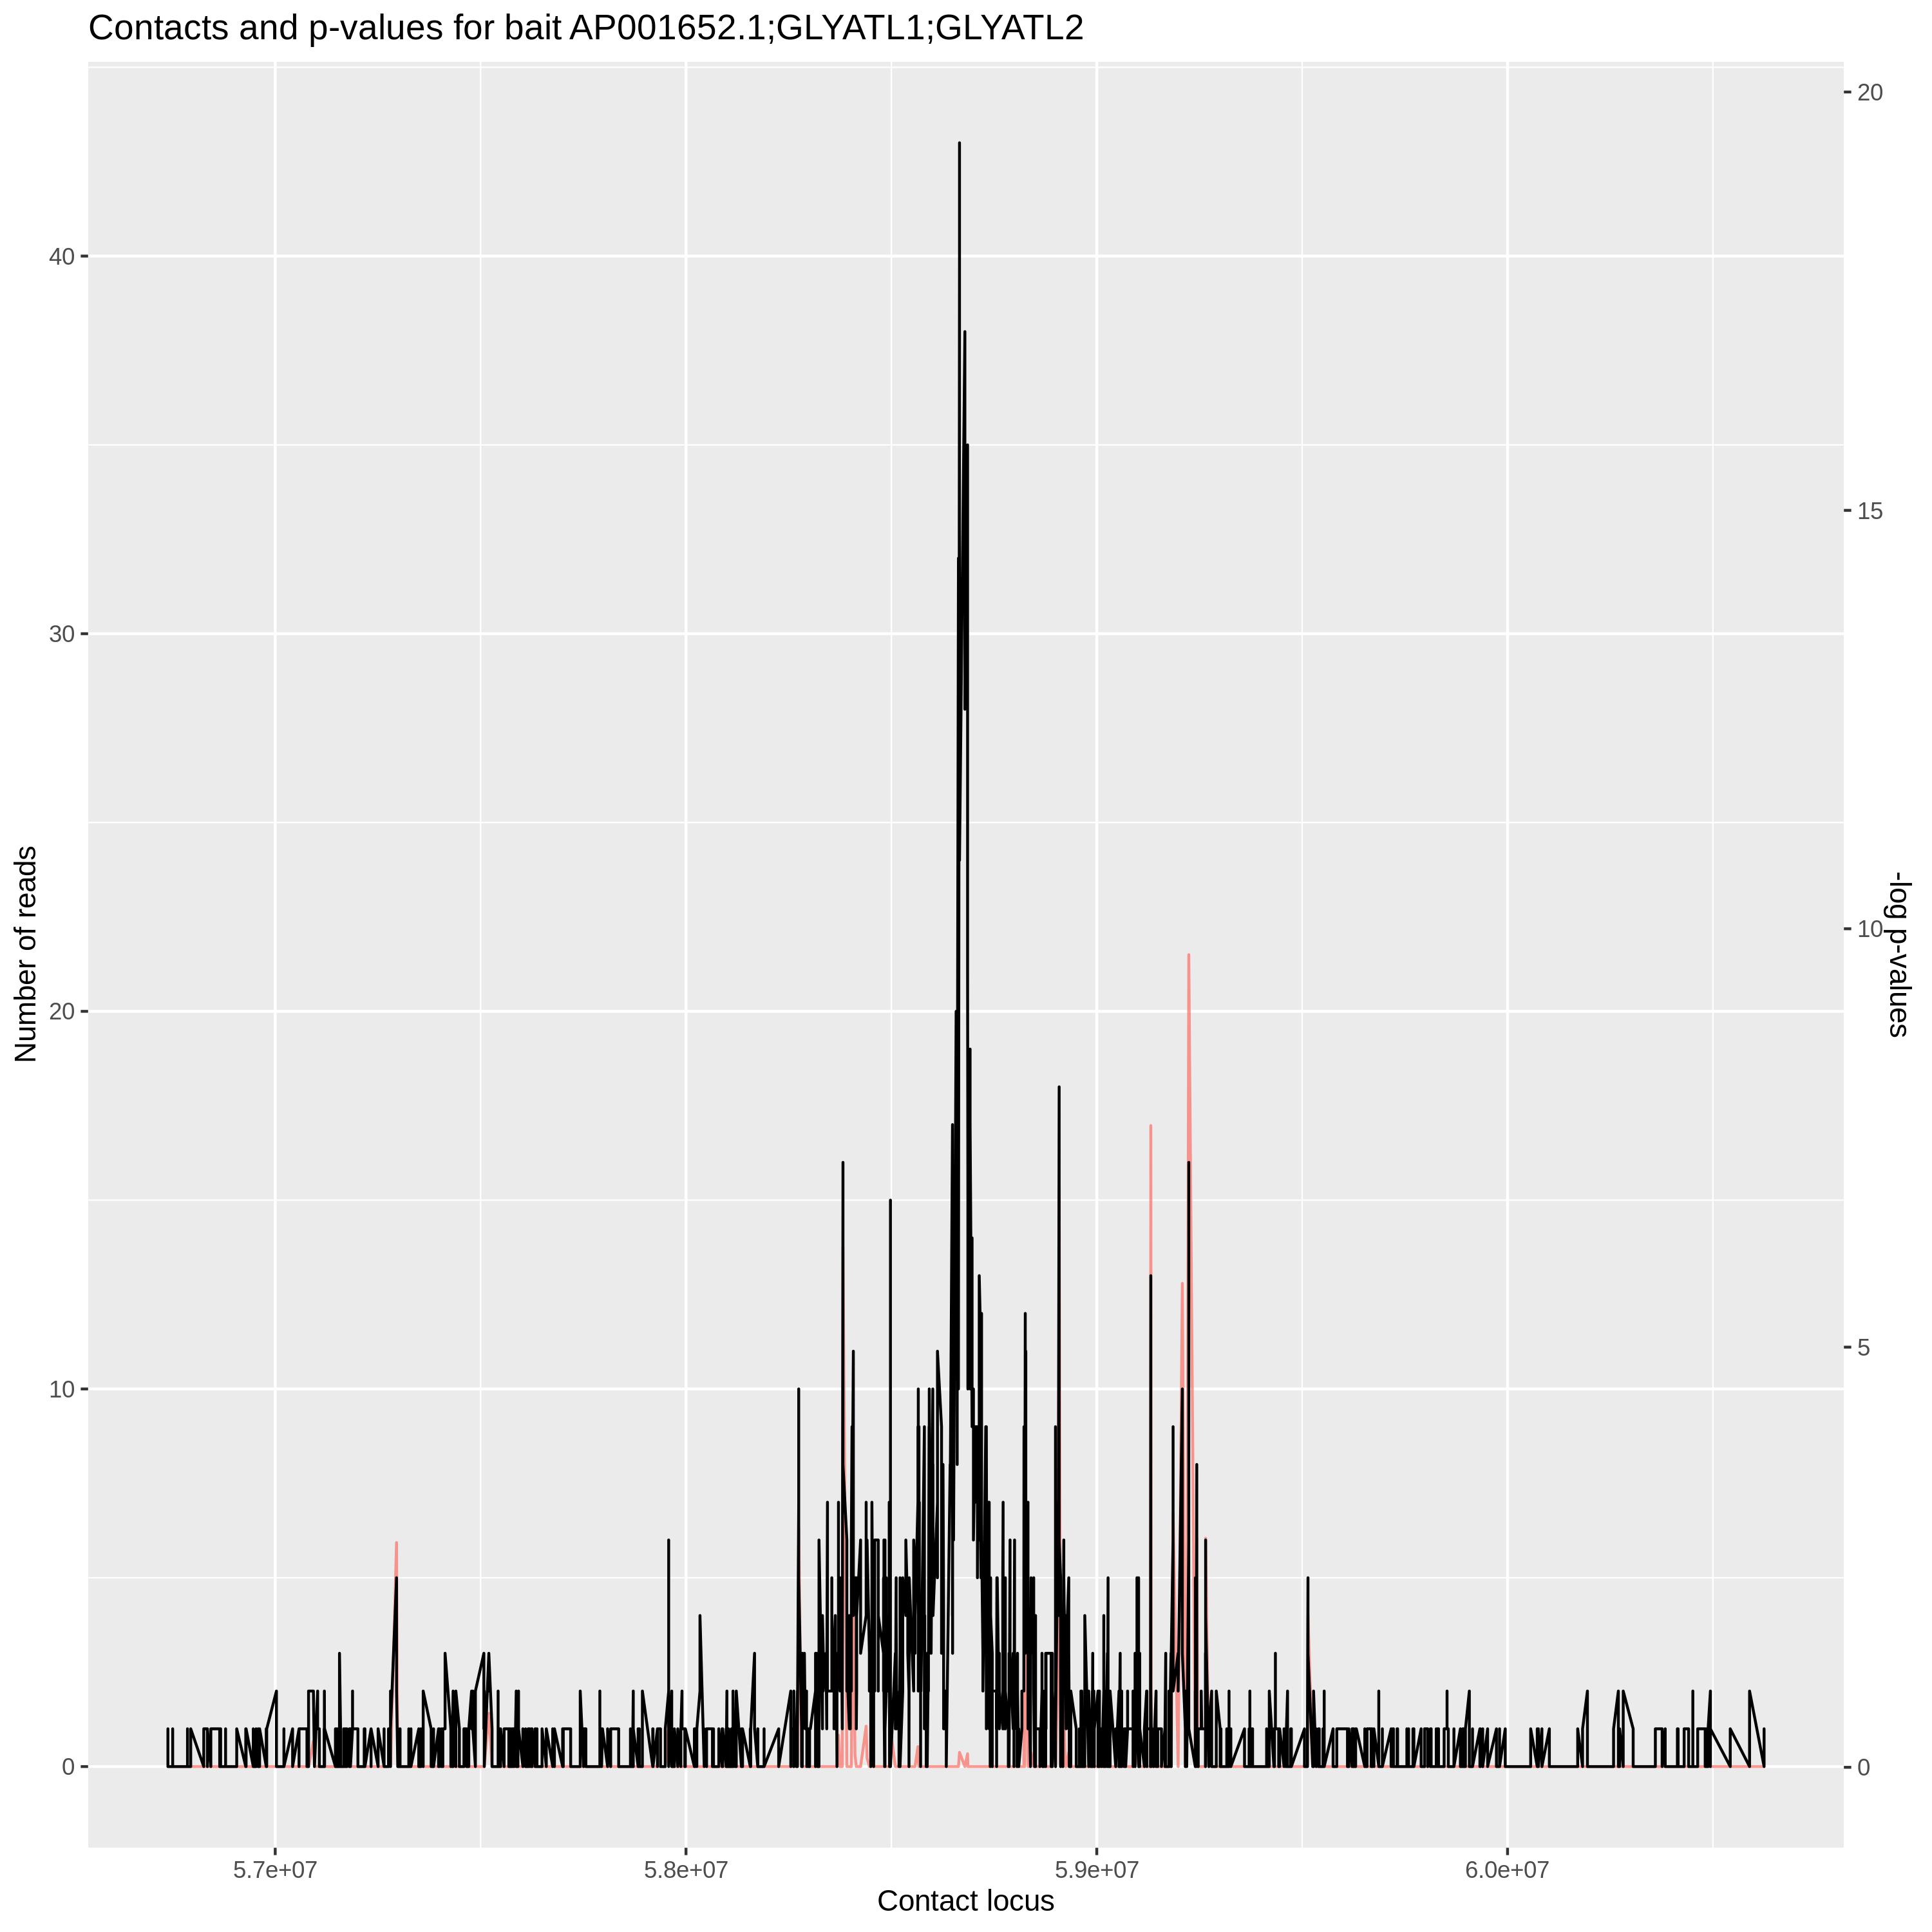 Contacts and p-values for bait AP001652.1;GLYATL1;GLYATL2
Number of reads
40
30
20
10
0
20
15
10
5
0
-log p-values
5.7e+07
5.8e+07
5.9e+07
6.0e+07
Contact locus